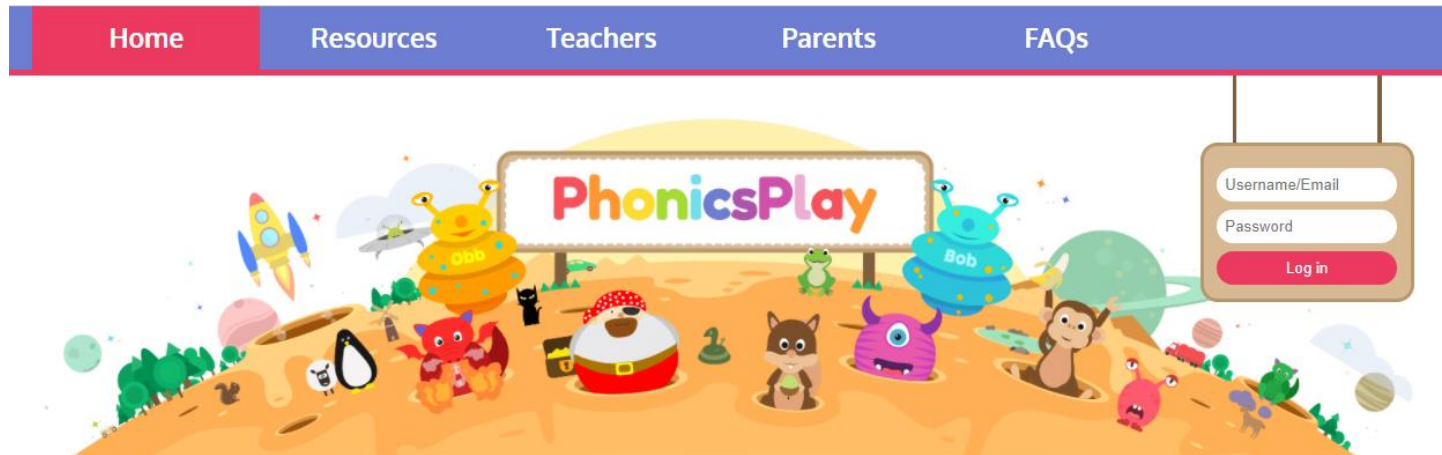 Home Resources Teachers Parents FAQs
PhonicsPlay
Obb
Bob
Username/Email
Password
Log in